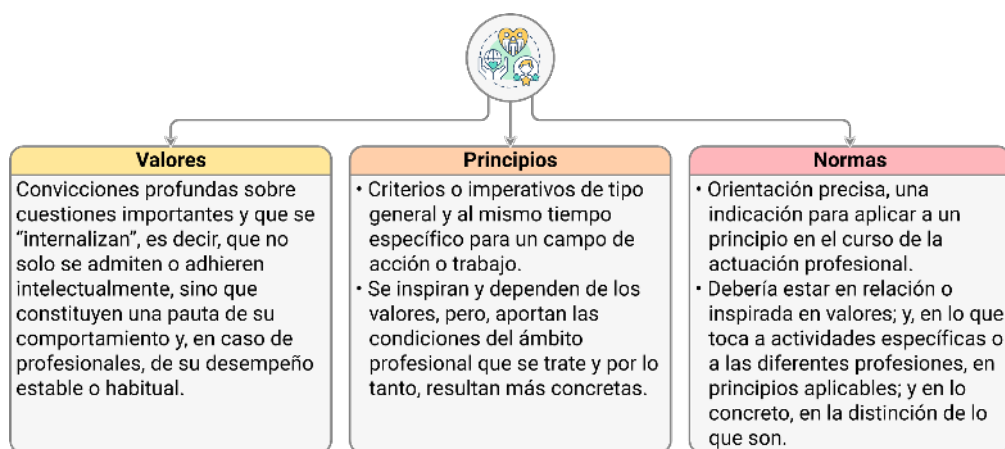 Valores
Convicciones profundas sobre
cuestiones importantes y que se
“internalizan”, es decir, que no
solo se admiten o adhieren
intelectualmente, sino que
constituyen una pauta de su
comportamiento y, en caso de
profesionales, de su desempeño
estable o habitual.
Principios
• Criterios o imperativos de tipo
general y al mismo tiempo
específico para un campo de
acción o trabajo.
• Se inspiran y dependen de los
valores, pero, aportan las
condiciones del ámbito
profesional que se trate y por lo
tanto, resultan más concretas.
Normas
• Orientación precisa, una
indicación para aplicar a un
principio en el curso de la
actuación profesional.
• Debería estar en relación o
inspirada en valores; y, en lo que
toca a actividades específicas o
a las diferentes profesiones, en
principios aplicables; y en lo
concreto, en la distinción de lo
que son.